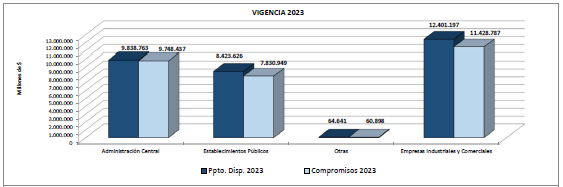 VIGENCIA 2023
Millones de $
13.000.000
12.000.000
11.000.000
10.000.000
9.000.000
8.000.000
7.000.000
6.000.000
5.000.000
4.000.000
3.000.000
2.000.000
1.000.000
0
9.838.763
9.748.437
8.423.626
7.830.949
64.641
60.898
12.401.197
11.428.787
Administración Central
Establecimientos Públicos
Otras
Empresas Industriales y Comerciales
Ppto. Disp. 2023
Compromisos 2023